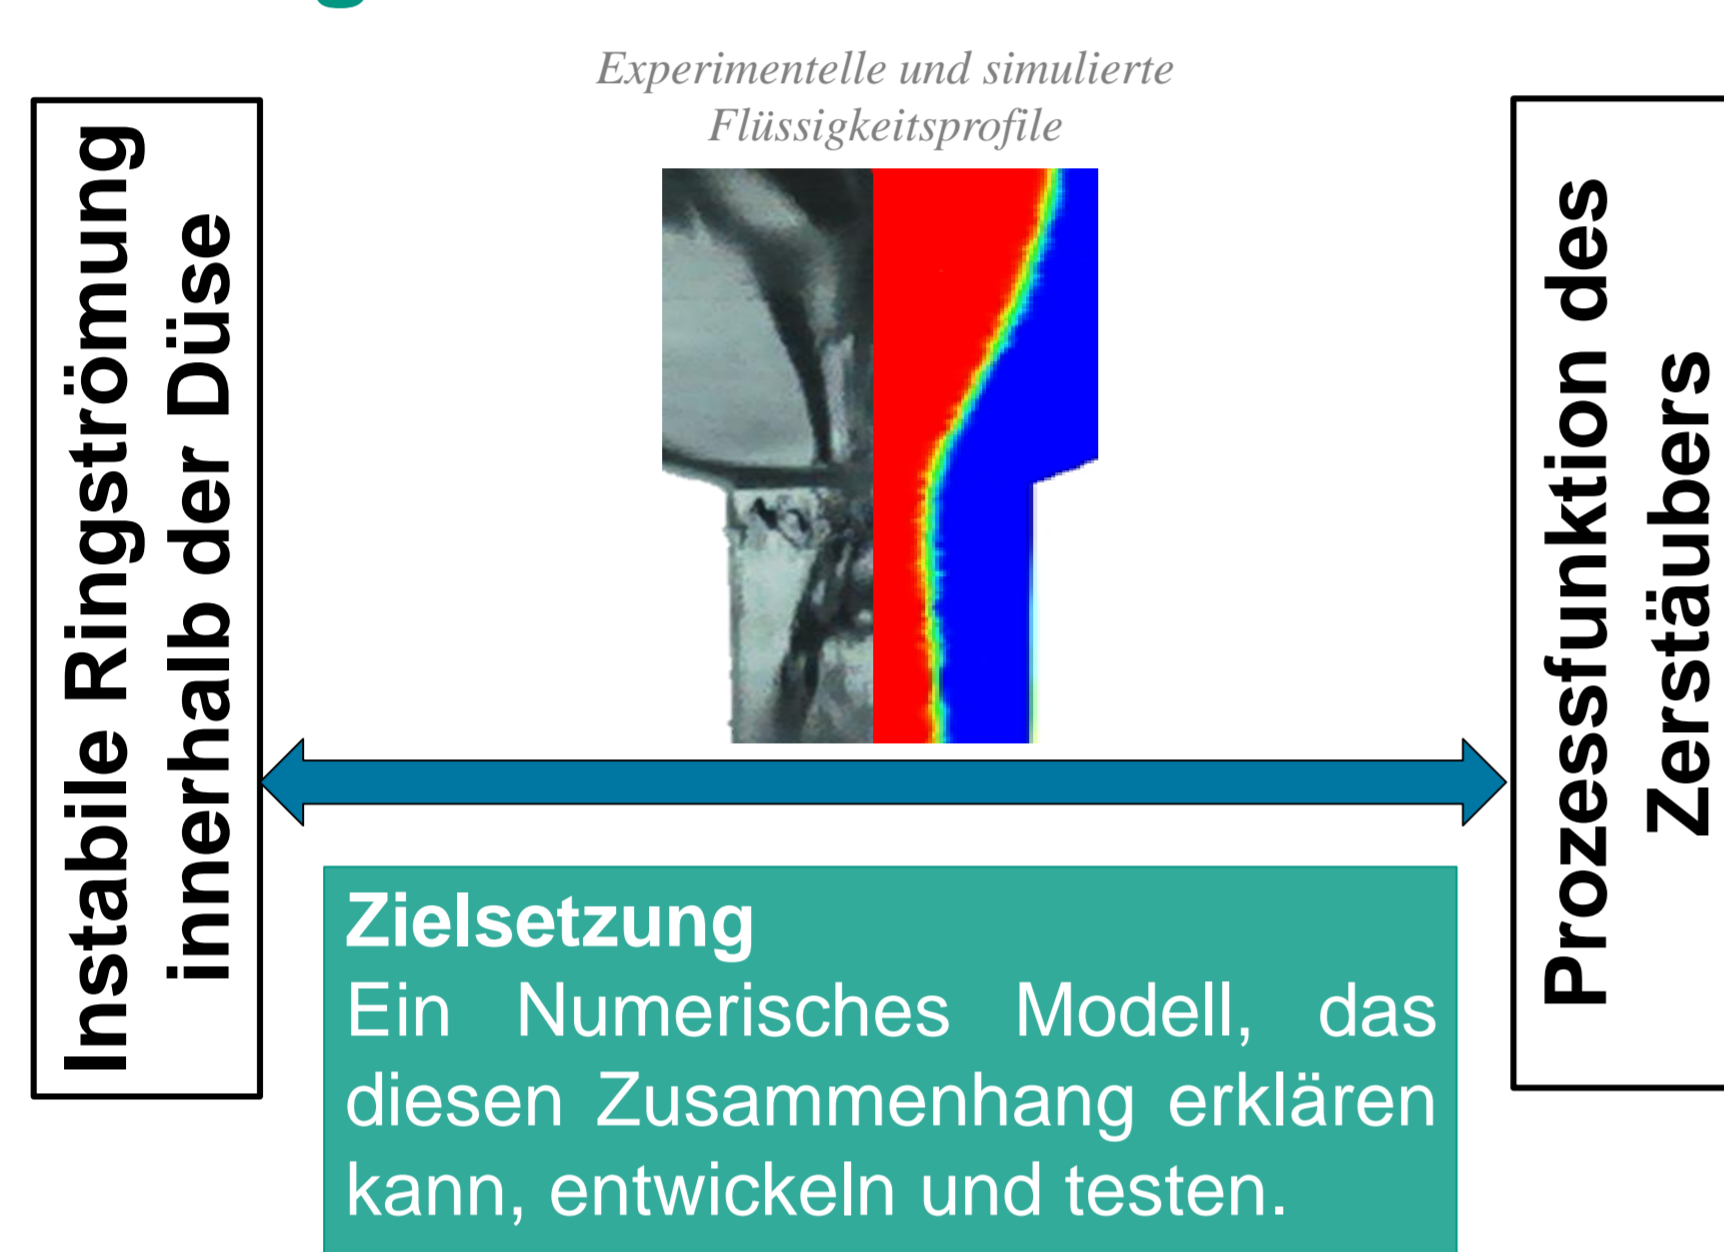 Experimentelle und simulierte
Flüssigkeitsprofile
Instabile Ringströmung
innerhalb der Düse
Prozessfunktion des
Zerstäubers
Zielsetzung
Ein Numerisches Modell, das
diesen Zusammenhang erklären
kann, entwickeln und testen.